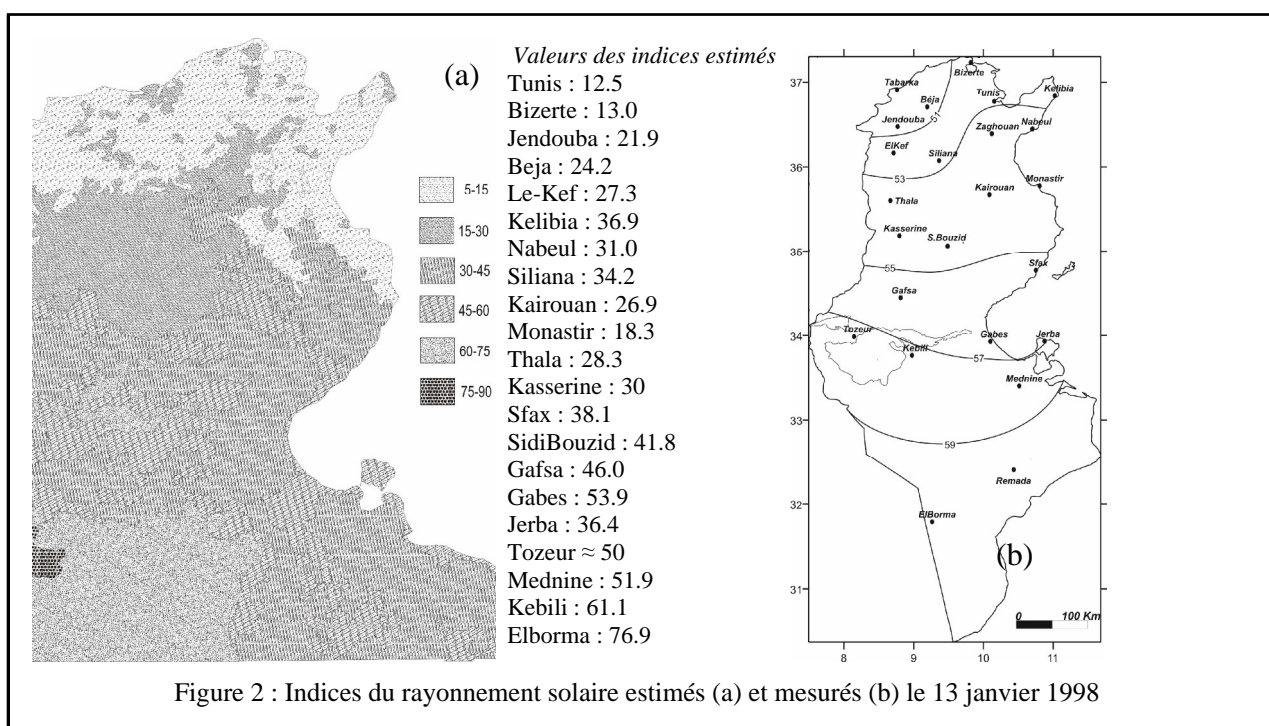 (a)
5-15
15-30
30-45
45-60
60-75
75-90
Valeurs des indices estimés
Tunis : 12.5
Bizerte : 13.0
Jendouba : 21.9
Beja : 24.2
Le-Kef : 27.3
Kelibia : 36.9
Nabeul : 31.0
Siliana : 34.2
Kairouan : 26.9
Monastir : 18.3
Thala : 28.3
Kasserine : 30
Sfax : 38.1
SidiBouzid : 41.8
Gafsa : 46.0
Gabes : 53.9
Jerba : 36.4
Tozeur ≈ 50
Mednine : 51.9
Kebili : 61.1
Elborma : 76.9
Bizerte
37
Tabarka
Kelibia
Tunis
Béja
51
Jendouba
Nabeul
Zaghouan
ElKef
Siliana
36
53
Monastir
Kairouan
Thala
Kasserine
S.Bouzid
35
55
Sfax
Gafsa
34
Tozeur
Gabes
Jerba
Kebili
57
Mednine
33
59
Remada
32
ElBorma
(b)
31
0 100 Km
8 9 10 11
Figure 2 : Indices du rayonnement solaire estimés (a) et mesurés (b) le 13 janvier 1998